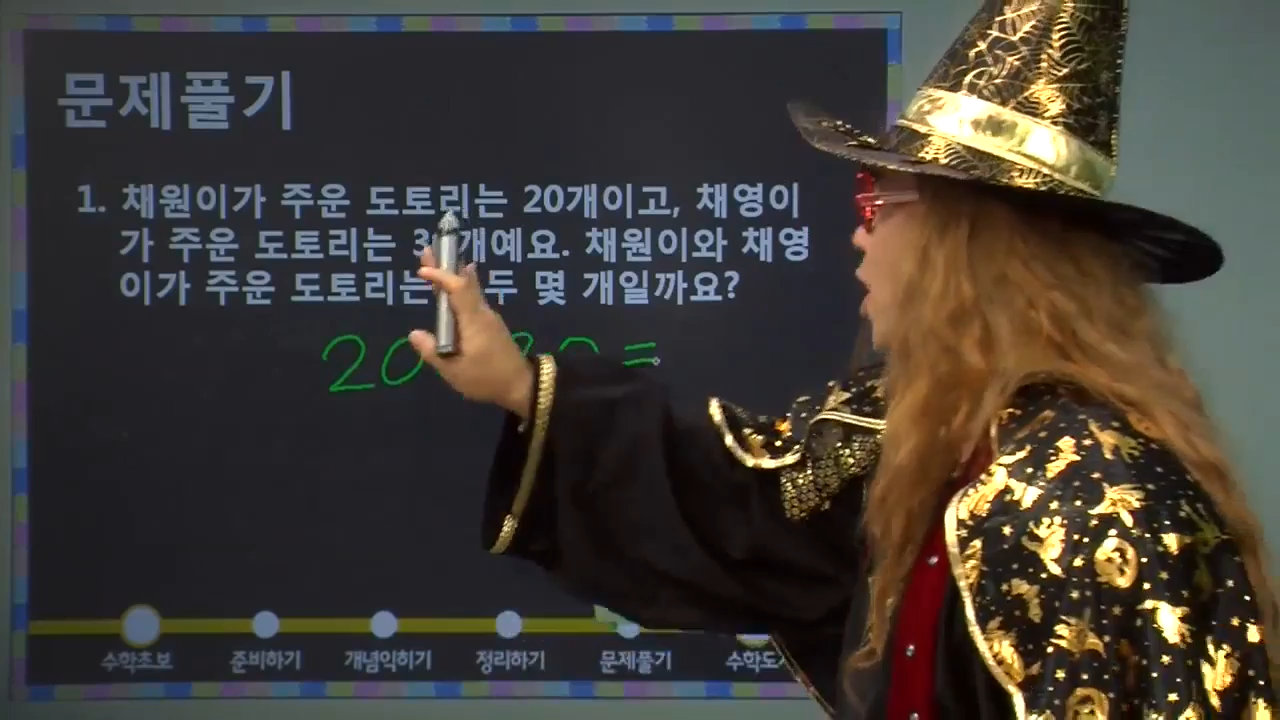 문제풀기
1. 채원이가 주운 도토리는 20개이고, 채영이
가 주운 도토리는 개예요. 채원이와 채영
이가 주운 도토리는 몇 개일까요?
20 =
수학초보 준비하기 개념익히기 정리하기 문제풀기